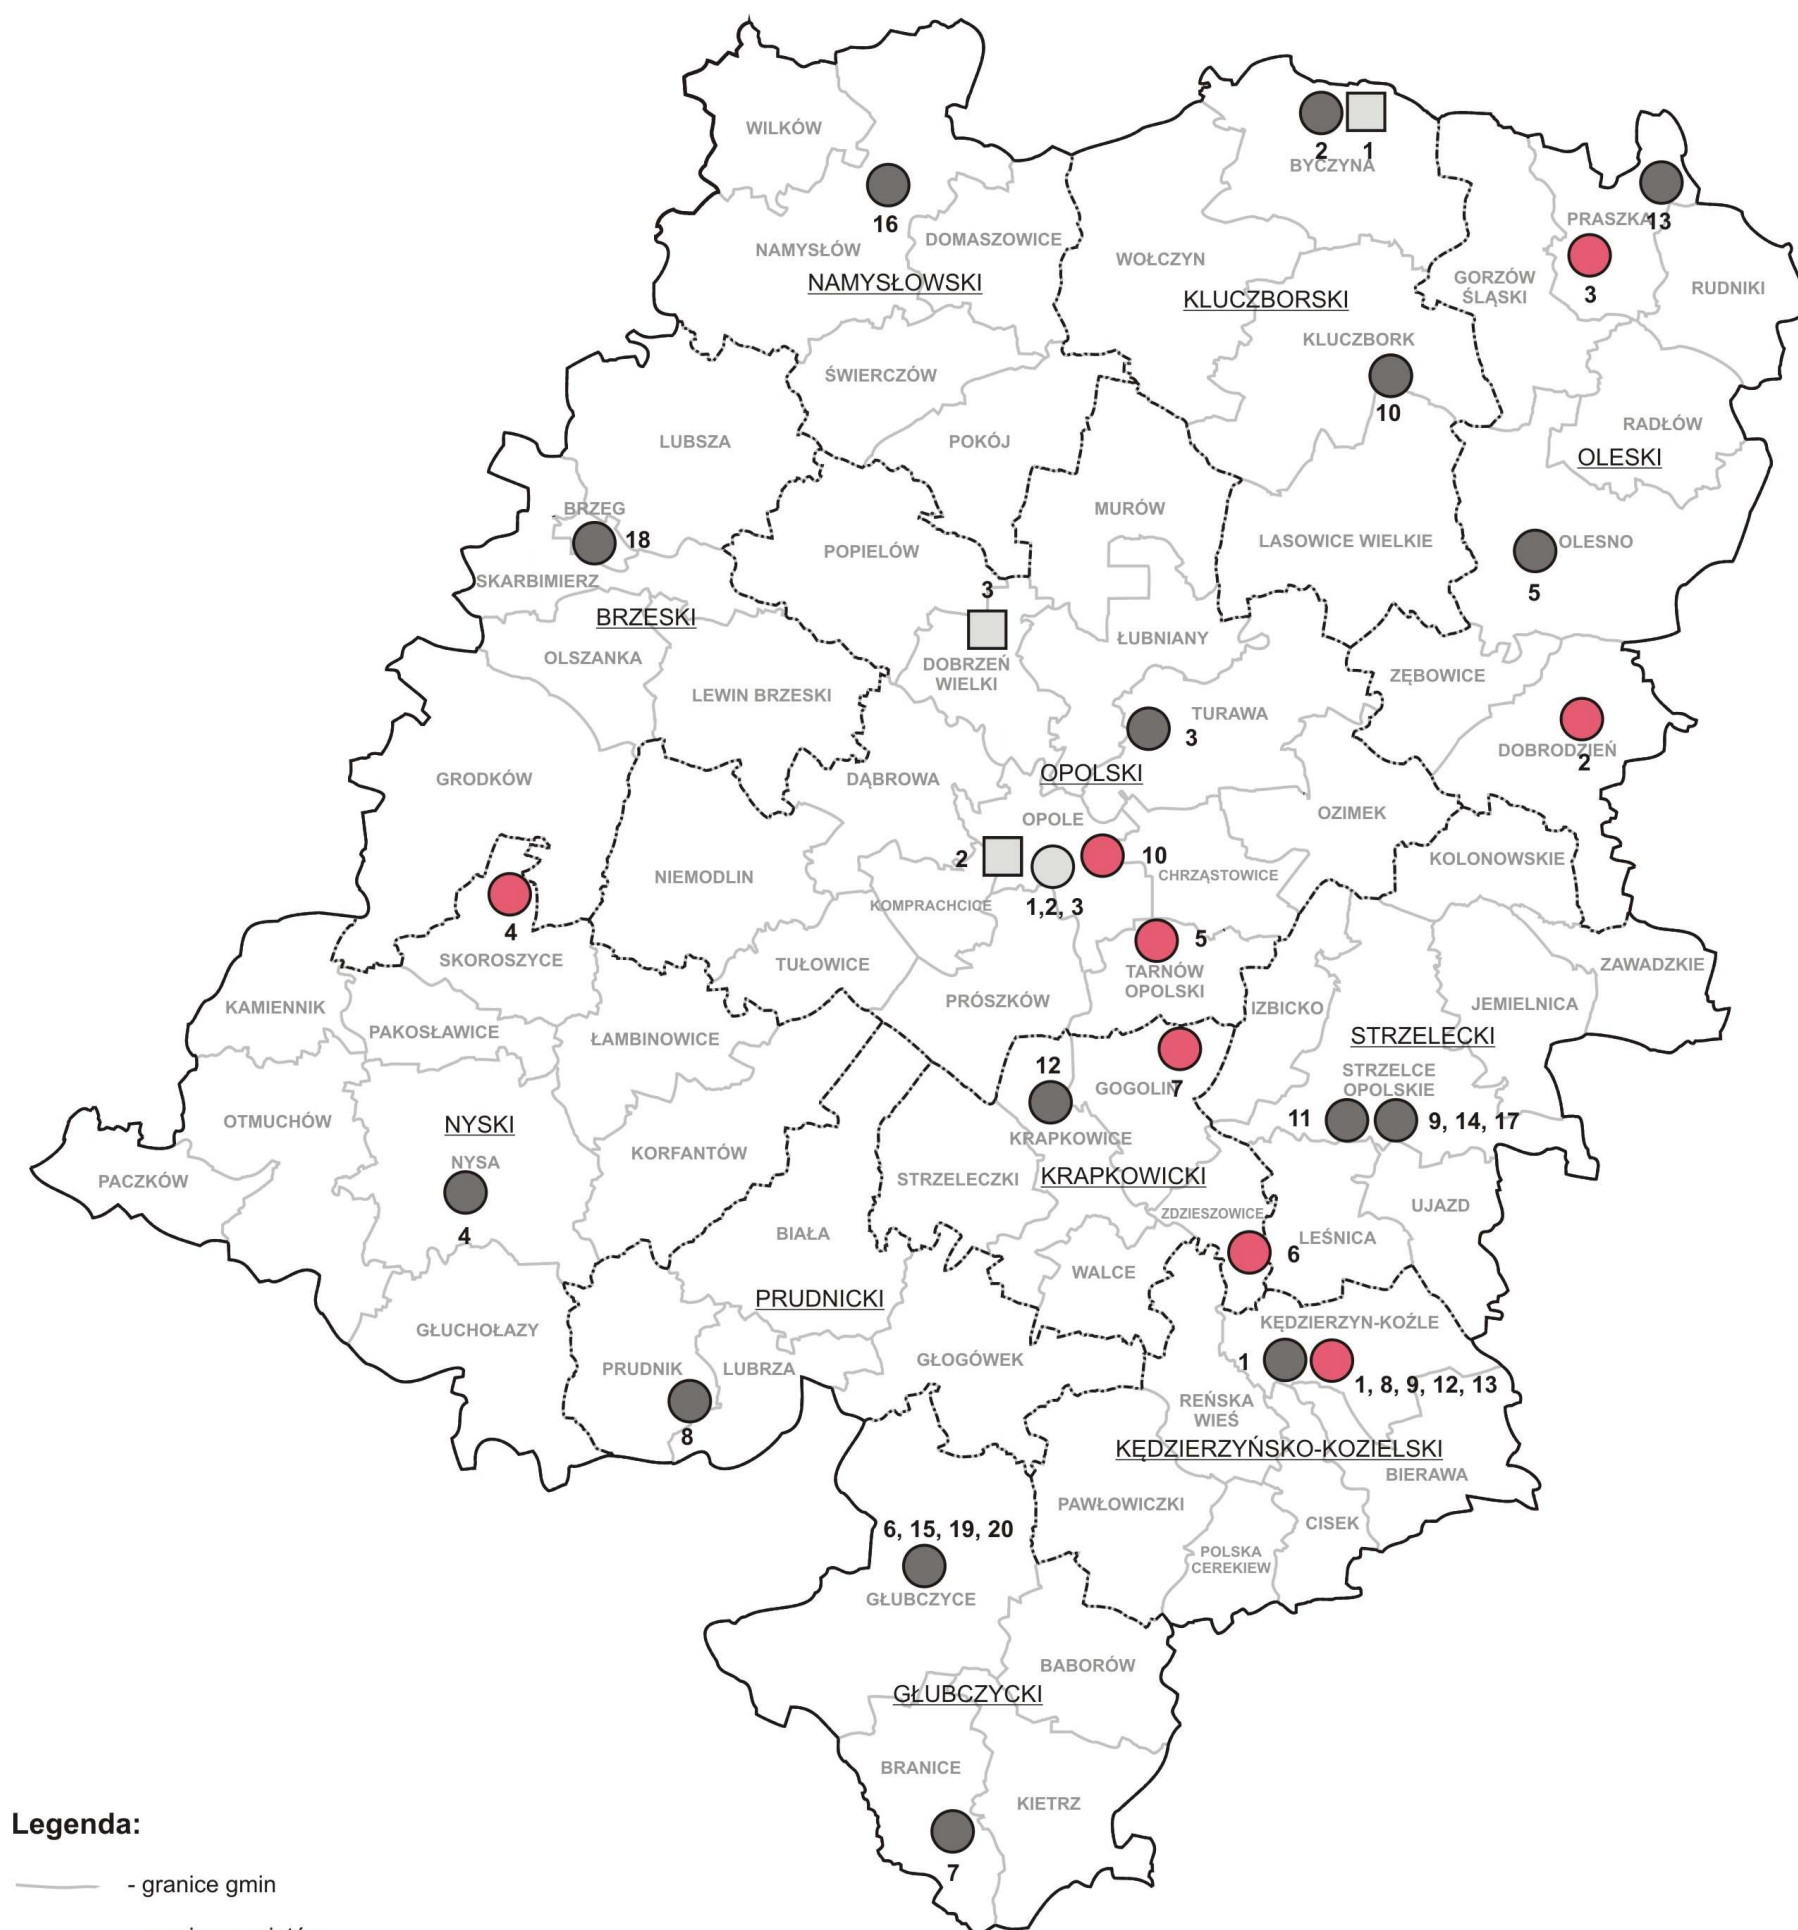 WILKÓW
2
1
BYCZYNA
16
PRASZKA
13
NAMYSŁÓW
DOMASZOWICE
NAMYSŁOWSKI
WOŁCZYN
KLUCZBORSKI
GORZÓW
ŚLĄSKI
3
RUDNIKI
KLUCZBORK
10
ŚWIERCZÓW
LUBSZA
POKÓJ
RADŁÓW
OLESKI
BRZEG
18
MURÓW
POPIELÓW
LASOWICE WIELKIE
OLESNO
5
SKARBIMIERZ
BRZESKI
3
ŁUBNIANY
OLSZANKA
DOBRZEŃ
WIELKI
ZĘBOWICE
LEWIN BRZESKI
TURAWA
3
DOBRODZIEŃ
2
GRODKÓW
DĄBROWA
OPOLSKI
OPOLE
OZIMEK
2
10
1,2, 3
KOLONOWSKIE
NIEMODLIN
CHRZĄSTOWICE
KOMPRACHCICE
4
SKOROSZYCE
5
TUŁOWICE
TARNÓW
OPOLSKI
ZAWADZKIE
KAMIENNIK
PRÓSZKÓW
IZBICKO
JEMIELNICA
PAKOSŁAWICE
ŁAMBINOWICE
STRZELECKI
12
GOGOLIN
7
STRZELCE
OPOLSKIE
OTMUCHÓW
NYSKI
11
9, 14, 17
KRAPKOWICE
KORFANTÓW
NYSA
PACZKÓW
STRZELECZKI
KRAPKOWICKI
UJAZD
4
BIAŁA
ZDZIESZOWICE
6
LEŚNICA
WALCE
PRUDNICKI
GŁUCHOŁAZY
KĘDZIERZYN-KOŹLE
PRUDNIK
LUBRZA
GŁOGÓWEK
1
1, 8, 9, 12, 13
8
REŃSKA
WIEŚ
KĘDZIERZYŃSKO-KOZIELSKI
BIERAWA
PAWŁOWICZKI
6, 15, 19, 20
CISEK
POLSKA
CEREKIEW
GŁUBCZYCE
BABORÓW
GŁUBCZYCKI
BRANICE
KIETRZ
7
Legenda:
- granice gmin